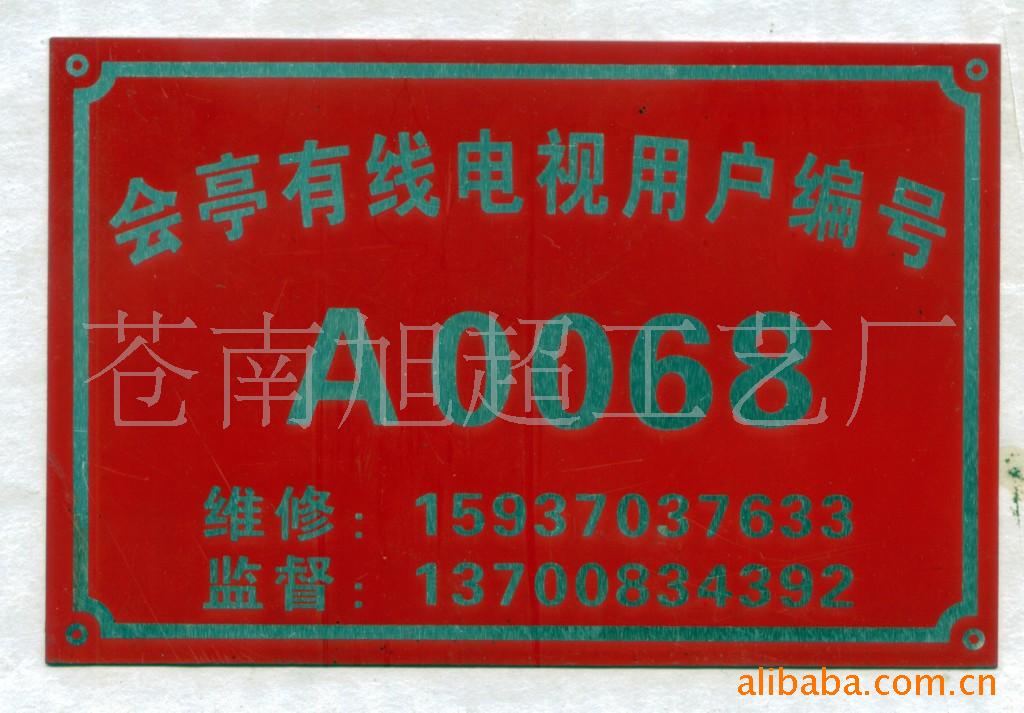 会亭有线电视用户编号
A0068
苍南旭超工艺厂
维修：15937037633
监督：13700834392
alibaba.com.cn